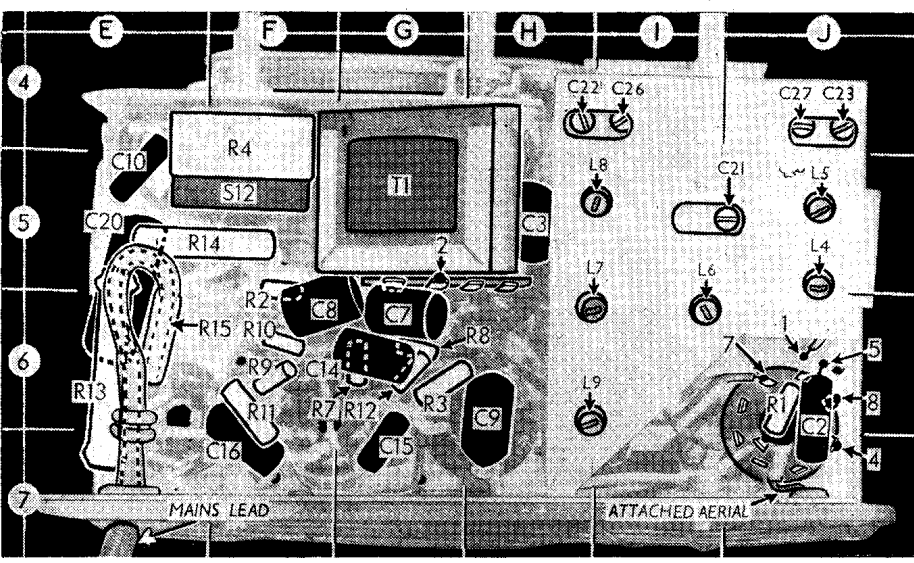 E F G H I J
4
C22 C26 C27 C23
R4
C10
T1
L8 C21 L5
S12
5
C20 C3
R14
2 L7 L6 L4
R2 C8 C7
R15 R10 R8 1
6 R9 C14 7 5
R13 R11 R7 R12 R3 L9 R1 8
C9 C2
C16 C15 4
7
MAINS LEAD ATTACHED AERIAL